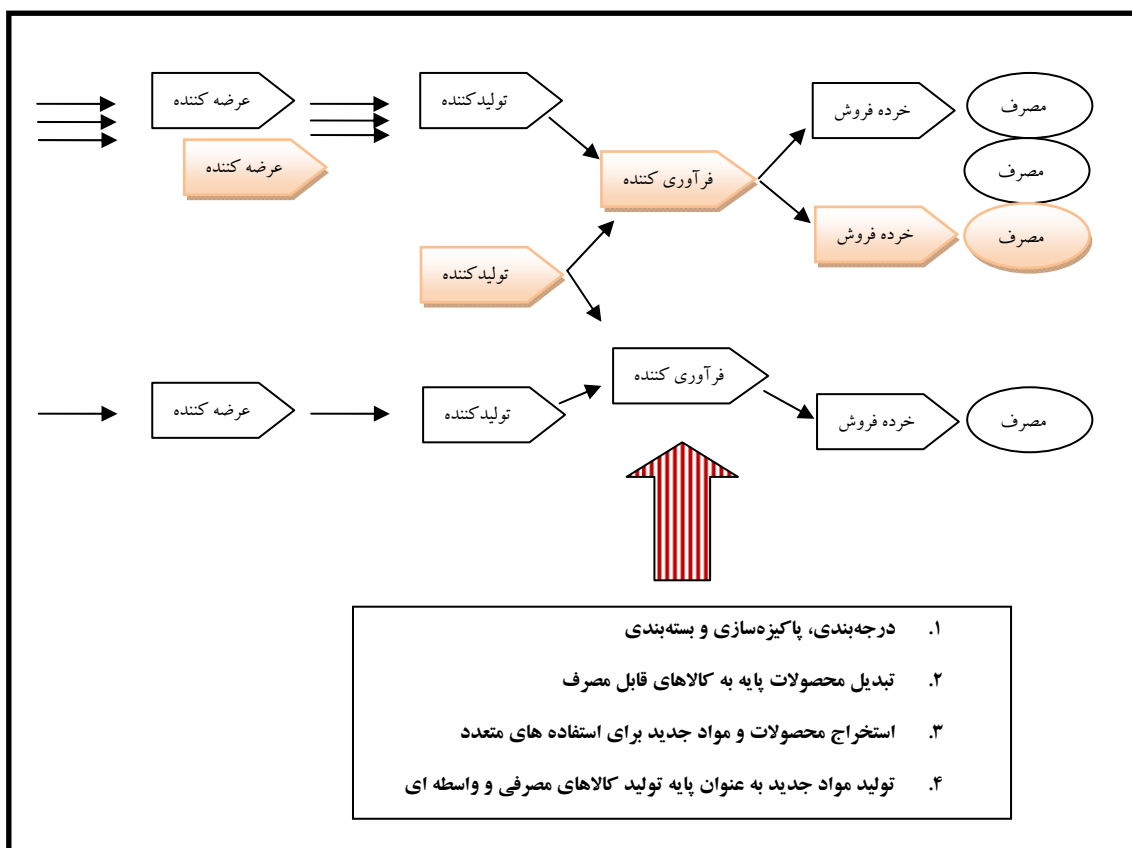 عرضه کننده
تولیدکننده
خرده فروش
مصرف
عرضه کننده
فرآوری کننده
مصرف
تولیدکننده
خرده فروش
مصرف
عرضه کننده
تولیدکننده
فرآوری کننده
خرده فروش
مصرف
۱. درجه‌بندی، پاکیزه‌سازی و بسته‌بندی
۲. تبدیل محصولات پایه به کالاهای قابل مصرف
۳. استخراج محصولات و مواد جدید برای استفاده های متعدد
۴. تولید مواد جدید به عنوان پایه تولید کالاهای مصرفی و واسطه ای